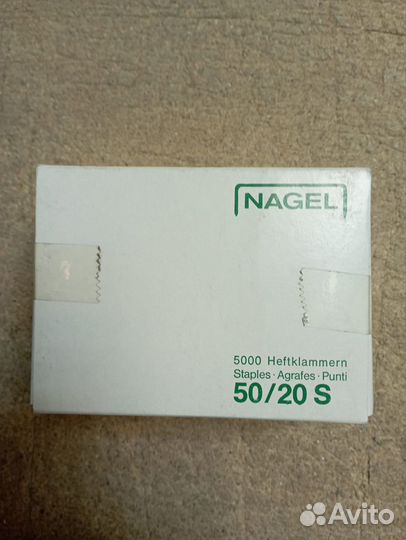 NAGEL
5000 Heftklammern
Staples · Agrafes · Punti
50/20 S
Avito